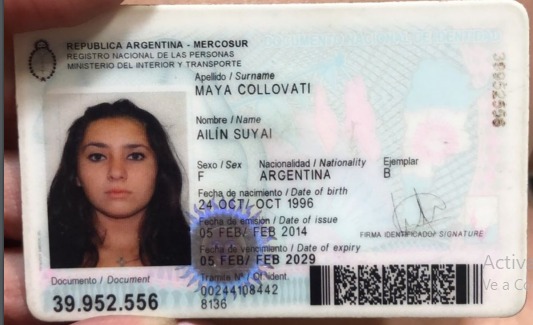 REPUBLICA ARGENTINA - MERCOSUR
REGISTRO NACIONAL DE LAS PERSONAS
MINISTERIO DEL INTERIOR Y TRANSPORTE
Apellido / Surname
MAYA COLLOVATI
Nombre / Name
AILÍN SUYAI
Sexo / Sex Nacionalidad / Nationality Ejemplar
F ARGENTINA B
Fecha de nacimiento / Date of birth
24 OCT/ OCT 1996
Fecha de emisión / Date of issue
05 FEB/ FEB 2014
FIRMA IDENTIFICADO/ SIGNATURE
Fecha de vencimiento / Date of expiry
05 FEB/ FEB 2029
Documento / Document
39.952.556
Trámite Nº / Of. Ident.
00244108442
8136
Activ
Ve a Co